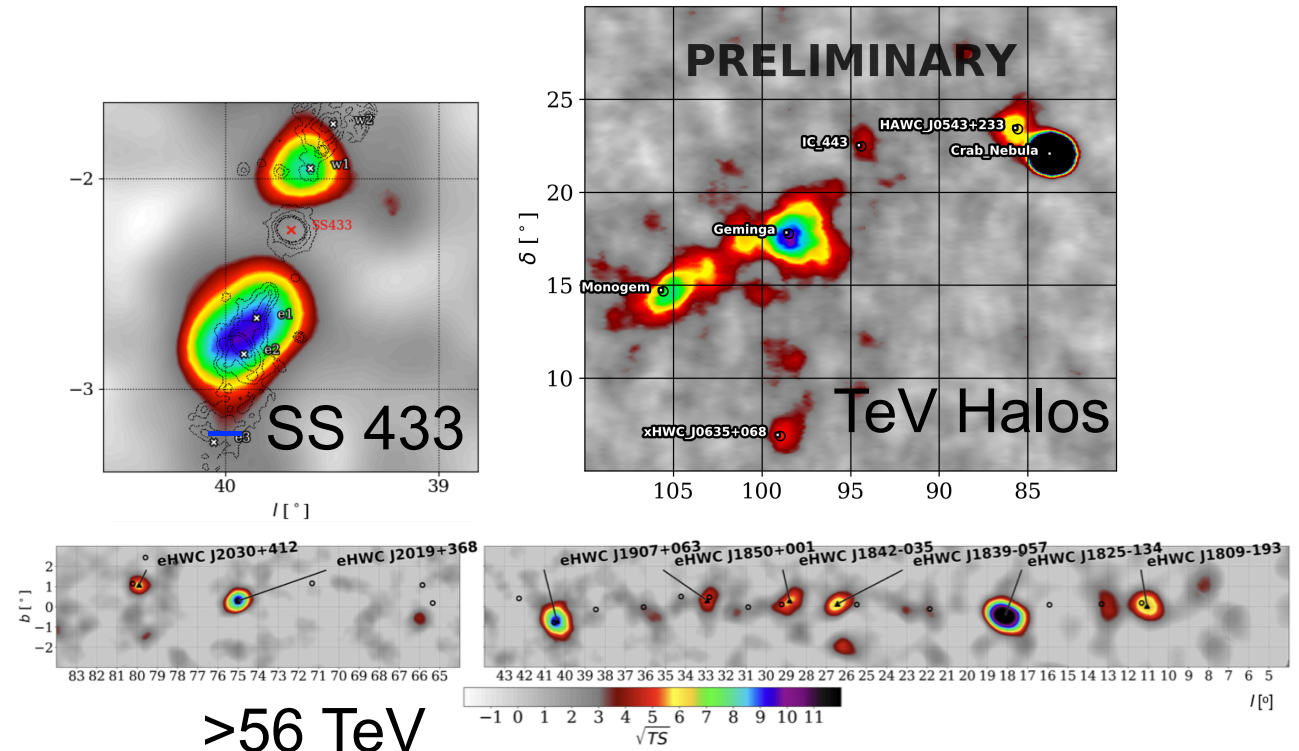 PRELIMINARY
25
20
15
10
δ [°]
HAWC_J0543+233
IC_443
Crab_Nebula
Geminga
Monogem
xHWC_J0635+068
TeV Halos
105 100 95 90 85
w2
w1
−2
SS433
e1
e2
−3
e3
SS 433
40 39
l [°]
eHWC J2030+412
eHWC J2019+368
eHWC J1907+063
eHWC J1850+001
eHWC J1842-035
eHWC J1839-057
eHWC J1825-134
eHWC J1809-193
2
1
0
−1
−2
b [°]
83 82 81 80 79 78 77 76 75 74 73 72 71 70 69 68 67 66 65
43 42 41 40 39 38 37 36 35 34 33 32 31 30 29 28 27 26 25 24 23 22 21 20 19 18 17 16 15 14 13 12 11 10 9 8 7 6 5
l [º]
−1 0 1 2 3 4 5 6 7 8 9 10 11
√TS
>56 TeV